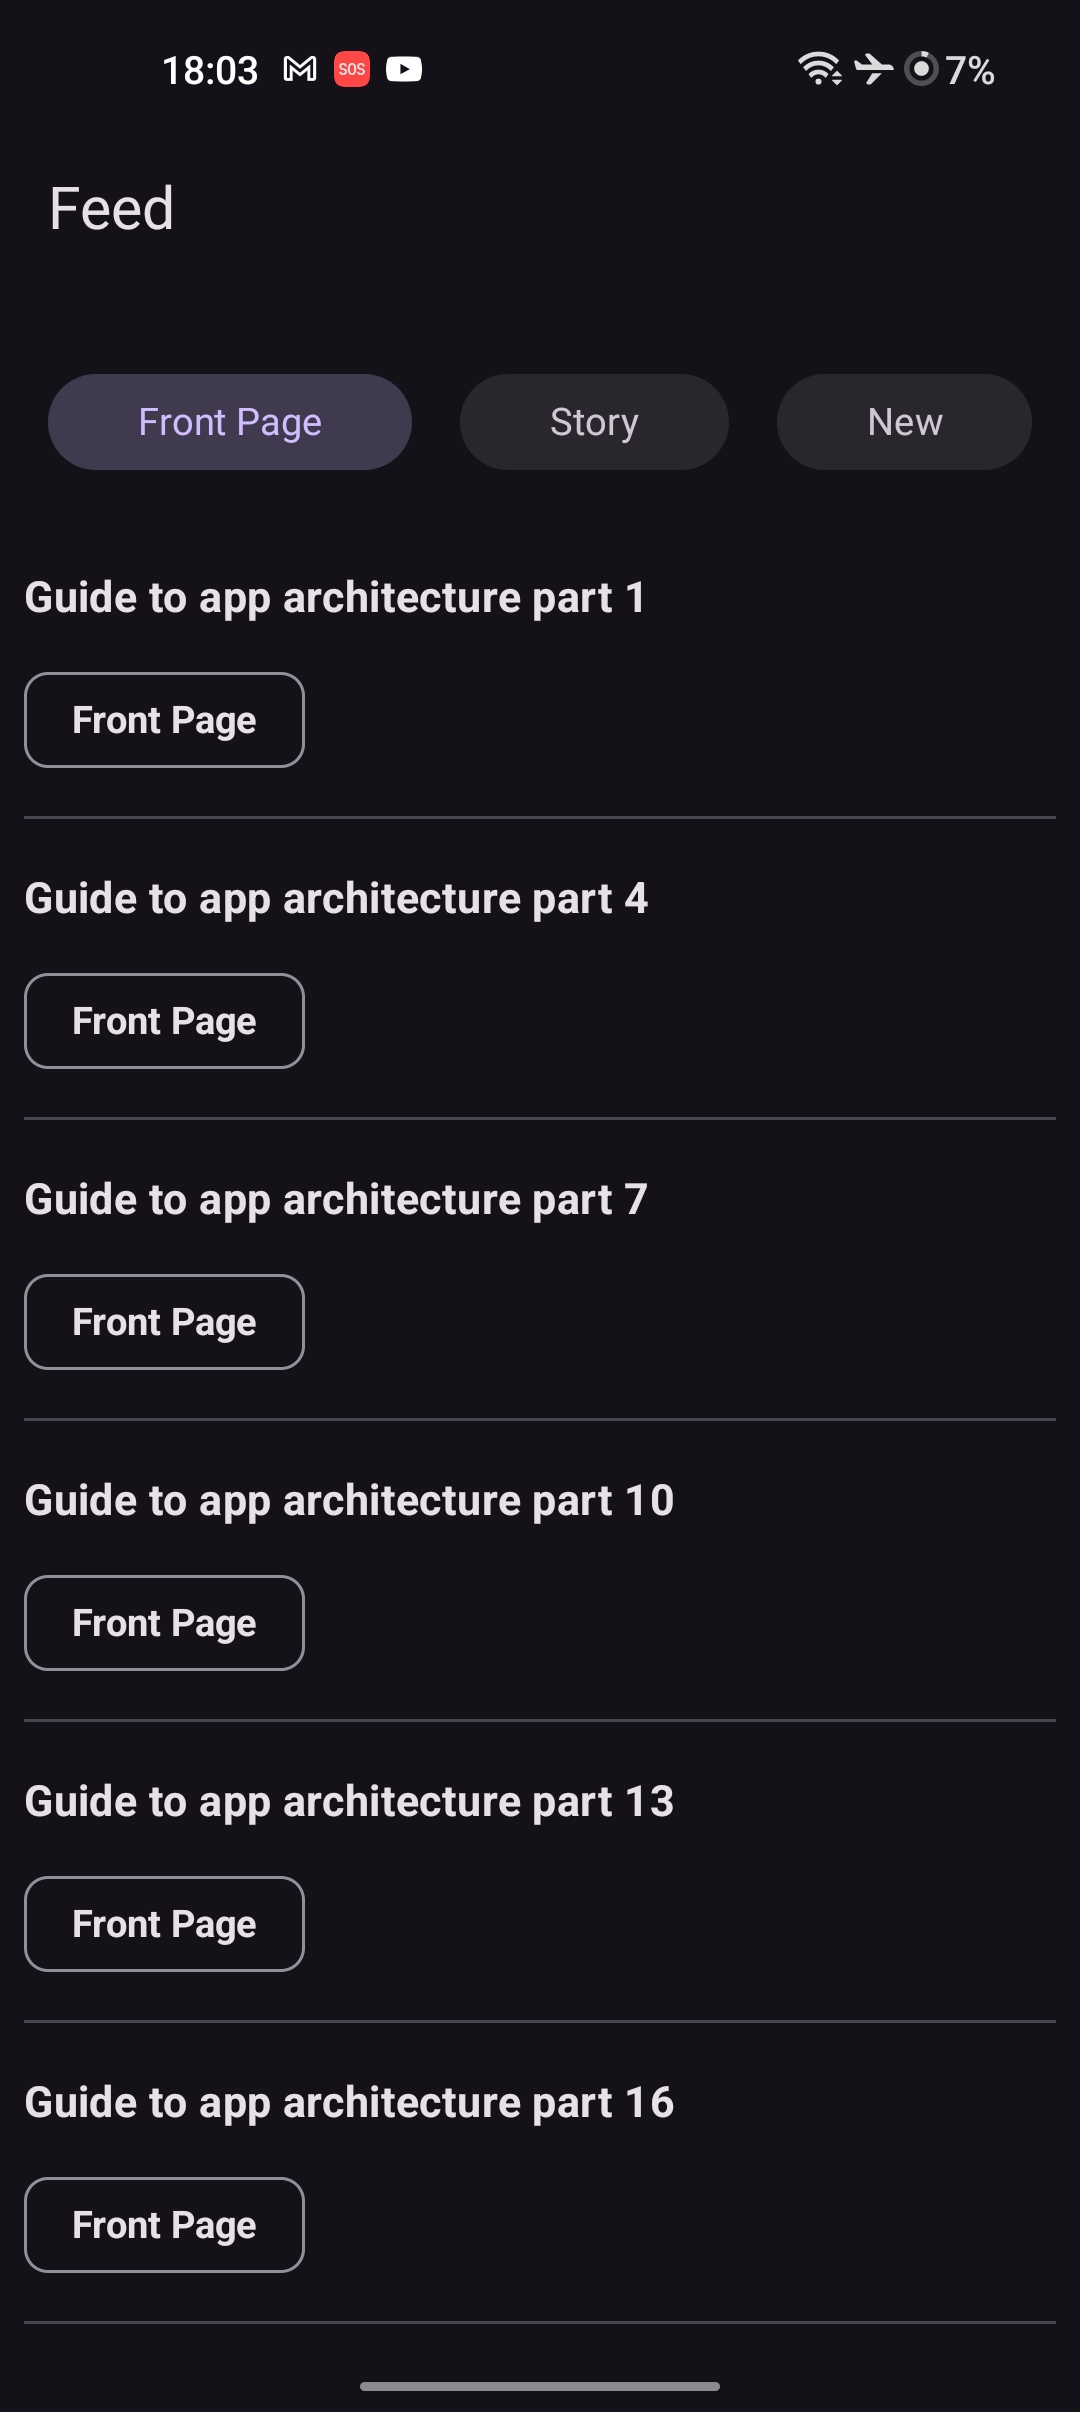 18:03 SOS 7%
Feed
Front Page Story New
Guide to app architecture part 1
Front Page
Guide to app architecture part 4
Front Page
Guide to app architecture part 7
Front Page
Guide to app architecture part 10
Front Page
Guide to app architecture part 13
Front Page
Guide to app architecture part 16
Front Page